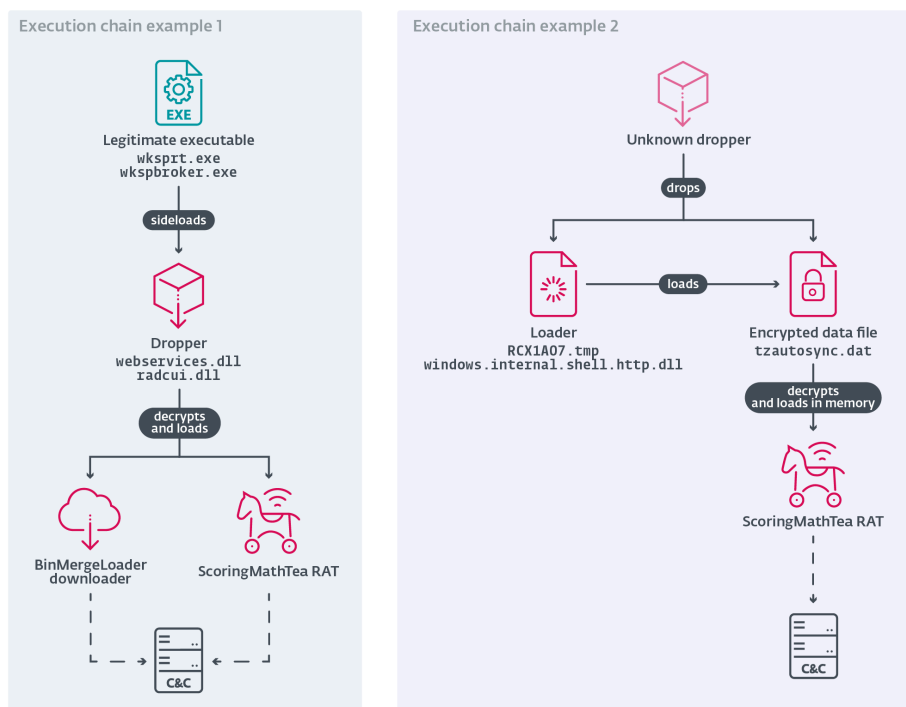 Execution chain example 1
EXE
Legitimate executable
wksprt.exe
wkspbroker.exe
sideloads
Dropper
webservices.dll
radcui.dll
decrypts
and loads
BinMergeLoader
downloader
ScoringMathTea RAT
C&C
Execution chain example 2
Unknown dropper
drops
Loader
RCX1A07.tmp
windows.internal.shell.http.dll
loads
Encrypted data file
tzautosync.dat
decrypts
and loads in memory
ScoringMathTea RAT
C&C